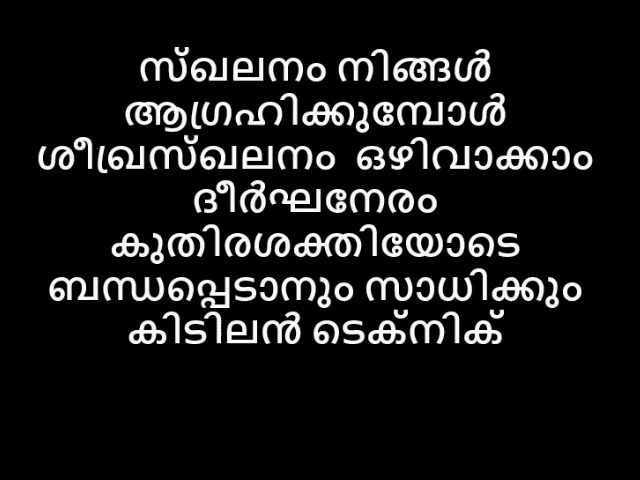 സ്ഖലനം നിങ്ങൾ
ആഗ്രഹിക്കുമ്പോൾ
ശീഖ്രസ്ഖലനം ഒഴിവാക്കാം
ദീർഘനേരം
കുതിരശക്തിയോടെ
ബന്ധപ്പെടാനും സാധിക്കും
കിടിലൻ ടെക്നിക്